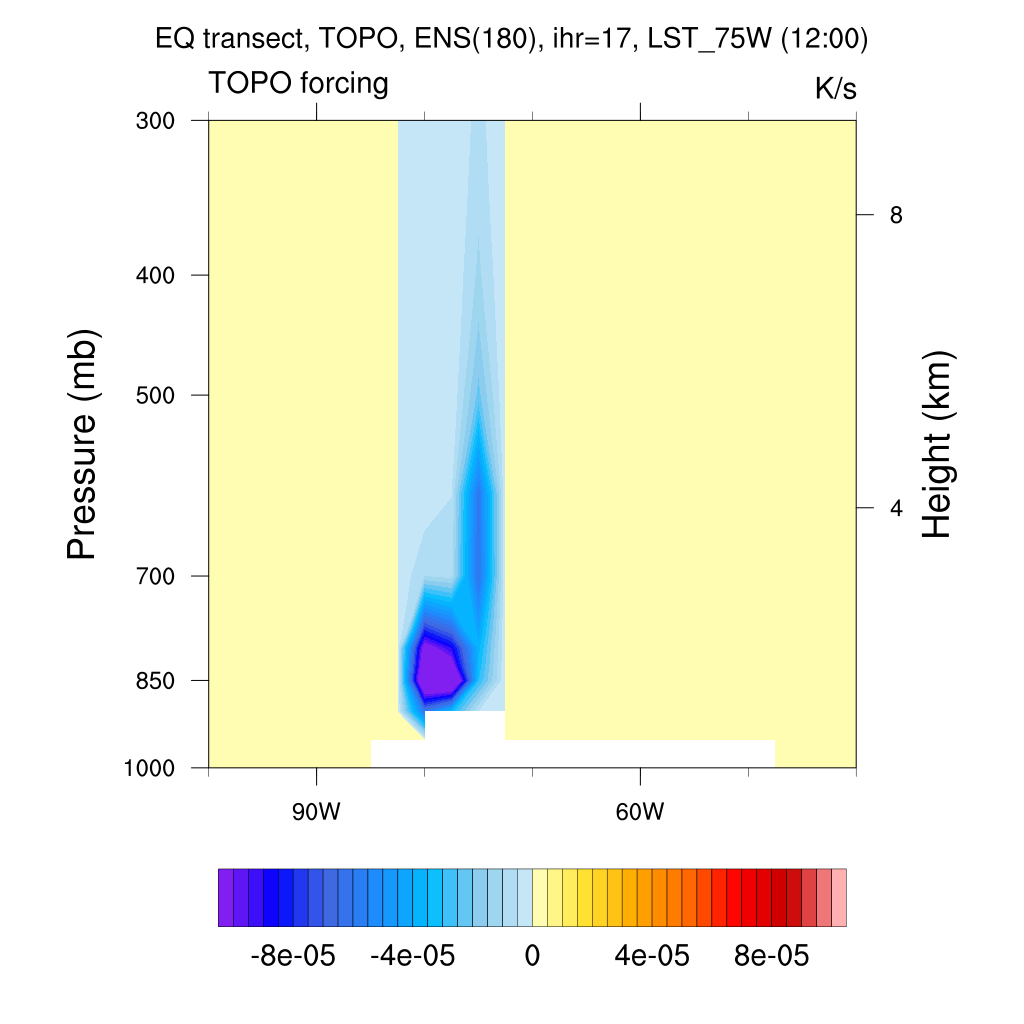 EQ transect, TOPO, ENS(180), ihr=17, LST_75W (12:00)
TOPO forcing
K/s
300
400
500
700
850
1000
Pressure (mb)
8
4
Height (km)
90W
60W
-8e-05
-4e-05
0
4e-05
8e-05